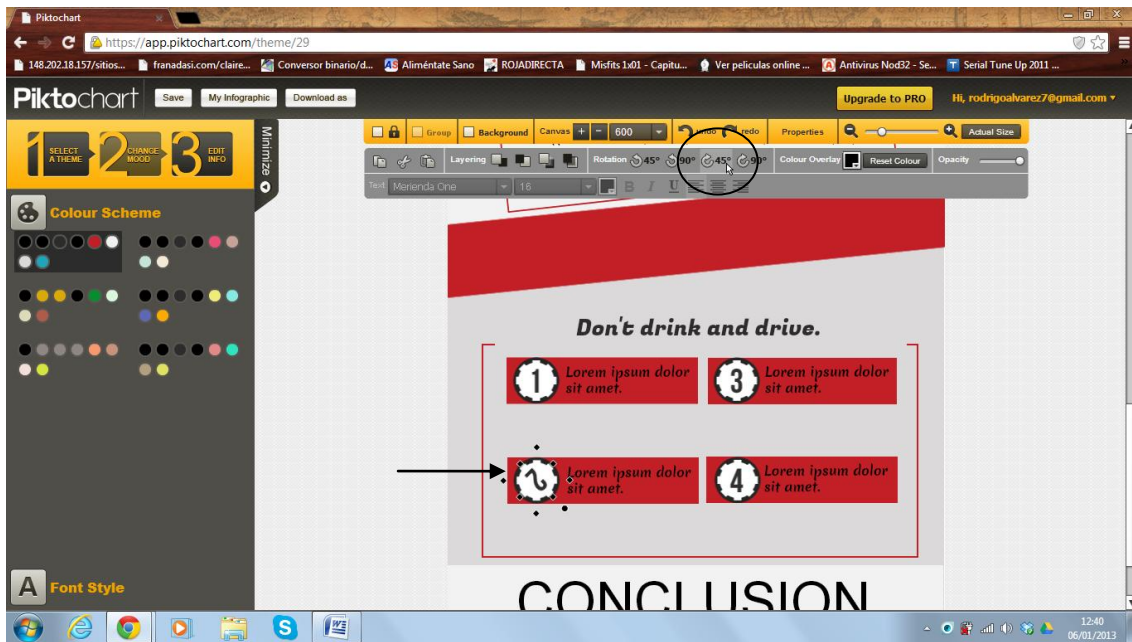 Piktochart
https://app.piktochart.com/theme/29
148.202.18.157/sitios... franadasi.com/claire... Conversor binario/d... Aliméntate Sano ROJADIRECTA Misfits 1x01 - Capitu... Ver peliculas online ... Antivirus Nod32 - Se... Serial Tune Up 2011 ...
Piktochart Save My Infographic Download as Upgrade to PRO Hi, rodrigoalvarez7@gmail.com
Group Background Canvas + - 600 undo redo Properties Actual Size
1 SELECT A THEME 2 CHANGE MOOD 3 EDIT INFO
Minimize
Layering Rotation 45° 90° 45° 90° Colour Overlay Reset Colour Opacity
Text Merienda One 16 B I U
Colour Scheme
Don't drink and drive.
1 Lorem ipsum dolor
sit amet.
3 Lorem ipsum dolor
sit amet.
2 Lorem ipsum dolor
sit amet.
4 Lorem ipsum dolor
sit amet.
CONCLUSION
A Font Style
12:40
06/01/2013